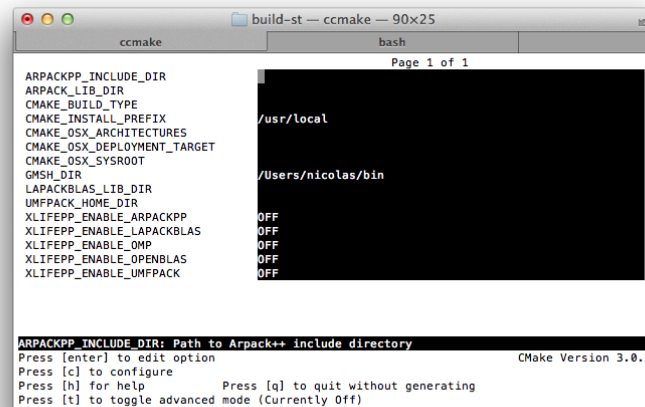 build-st — ccmake — 90×25
ccmake bash
Page 1 of 1
ARPACKPP_INCLUDE_DIR
ARPACK_LIB_DIR
CMAKE_BUILD_TYPE
CMAKE_INSTALL_PREFIX /usr/local
CMAKE_OSX_ARCHITECTURES
CMAKE_OSX_DEPLOYMENT_TARGET
CMAKE_OSX_SYSROOT
GMSH_DIR /Users/nicolas/bin
LAPACKBLAS_LIB_DIR
UMFPACK_HOME_DIR
XLIFEPP_ENABLE_ARPACKPP OFF
XLIFEPP_ENABLE_LAPACKBLAS OFF
XLIFEPP_ENABLE_OMP OFF
XLIFEPP_ENABLE_OPENBLAS OFF
XLIFEPP_ENABLE_UMFPACK OFF
ARPACKPP_INCLUDE_DIR: Path to Arpack++ include directory
Press [enter] to edit option CMake Version 3.0.
Press [c] to configure
Press [h] for help Press [q] to quit without generating
Press [t] to toggle advanced mode (Currently Off)